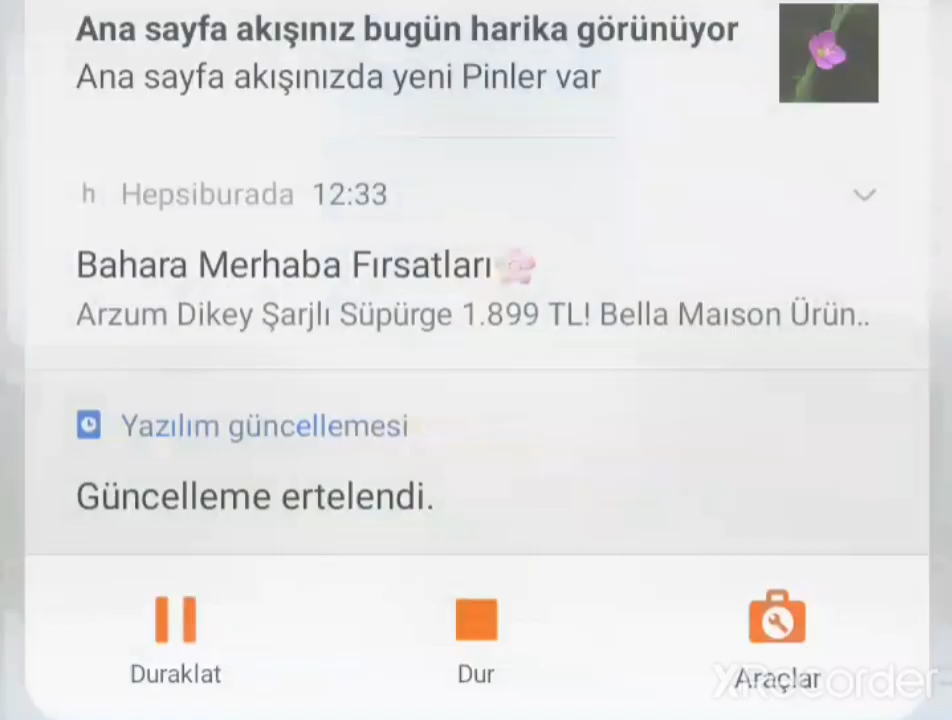 Ana sayfa akışınız bugün harika görünüyor
Ana sayfa akışınızda yeni Pinler var
h Hepsiburada 12:33
Bahara Merhaba Fırsatları
Arzum Dikey Şarjlı Süpürge 1.899 TL! Bella Maıson Ürün..
Yazılım güncellemesi
Güncelleme ertelendi.
Duraklat Dur Araçlar
XRecorder